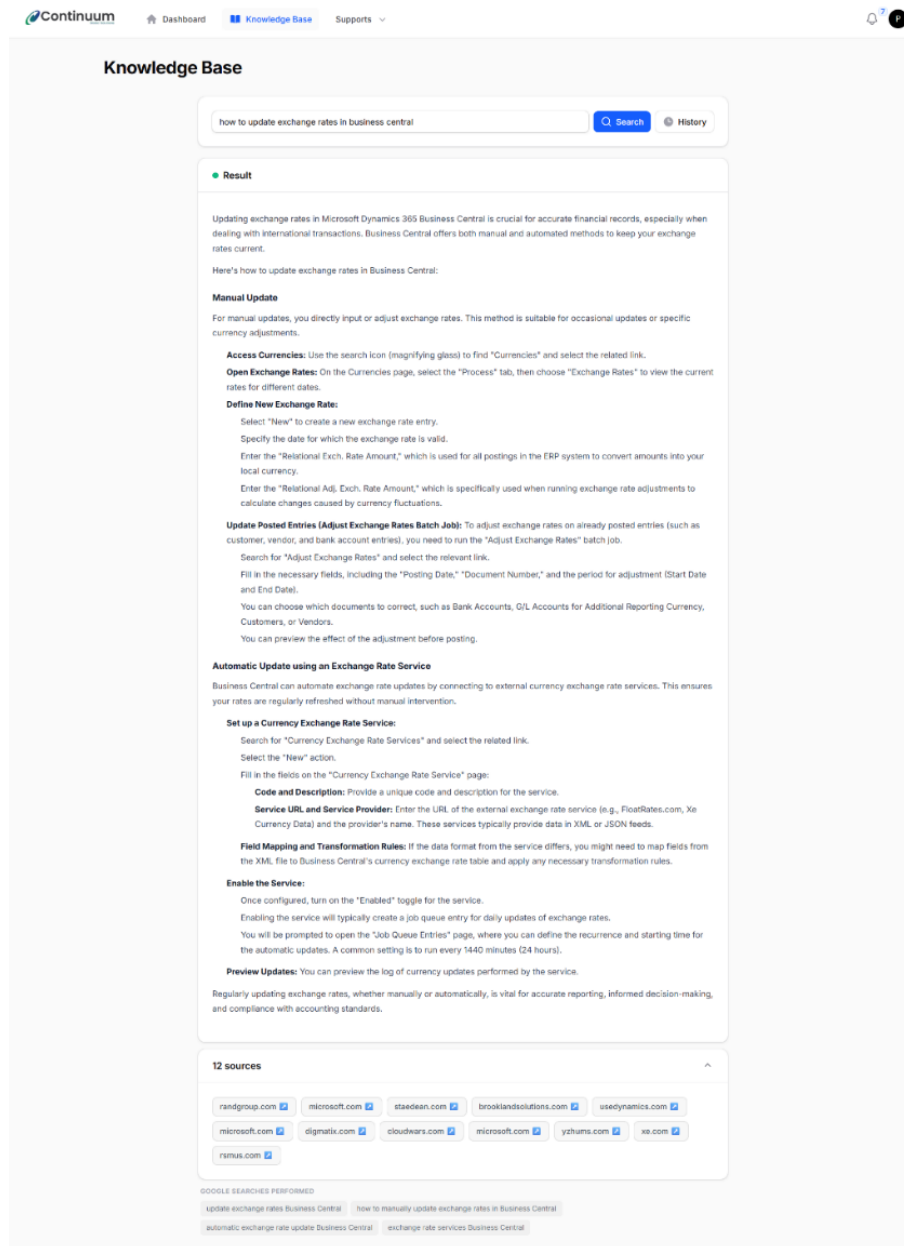 Continuum
Dashboard
Knowledge Base
Supports
7
P
Knowledge Base
how to update exchange rates in business central
Search
History
Result
Updating exchange rates in Microsoft Dynamics 365 Business Central is crucial for accurate financial records, especially when
dealing with international transactions. Business Central offers both manual and automated methods to keep your exchange
rates current.
Here's how to update exchange rates in Business Central:
Manual Update
For manual updates, you directly input or adjust exchange rates. This method is suitable for occasional updates or specific
currency adjustments.
Access Currencies: Use the search icon (magnifying glass) to find "Currencies" and select the related link.
Open Exchange Rates: On the Currencies page, select the "Process" tab, then choose "Exchange Rates" to view the current
rates for different dates.
Define New Exchange Rate:
Select "New" to create a new exchange rate entry.
Specify the date for which the exchange rate is valid.
Enter the "Relational Exch. Rate Amount," which is used for all postings in the ERP system to convert amounts into your
local currency.
Enter the "Relational Adj. Exch. Rate Amount," which is specifically used when running exchange rate adjustments to
calculate changes caused by currency fluctuations.
Update Posted Entries (Adjust Exchange Rates Batch Job): To adjust exchange rates on already posted entries (such as
customer, vendor, and bank account entries), you need to run the "Adjust Exchange Rates" batch job.
Search for "Adjust Exchange Rates" and select the relevant link.
Fill in the necessary fields, including the "Posting Date," "Document Number," and the period for adjustment (Start Date
and End Date).
You can choose which documents to correct, such as Bank Accounts, G/L Accounts for Additional Reporting Currency,
Customers, or Vendors.
You can preview the effect of the adjustment before posting.
Automatic Update using an Exchange Rate Service
Business Central can automate exchange rate updates by connecting to external currency exchange rate services. This ensures
your rates are regularly refreshed without manual intervention.
Set up a Currency Exchange Rate Service:
Search for "Currency Exchange Rate Services" and select the related link.
Select the "New" action.
Fill in the fields on the "Currency Exchange Rate Service" page:
Code and Description: Provide a unique code and description for the service.
Service URL and Service Provider: Enter the URL of the external exchange rate service (e.g., FloatRates.com, Xe
Currency Data) and the provider's name. These services typically provide data in XML or JSON feeds.
Field Mapping and Transformation Rules: If the data format from the service differs, you might need to map fields from
the XML file to Business Central's currency exchange rate table and apply any necessary transformation rules.
Enable the Service:
Once configured, turn on the "Enabled" toggle for the service.
Enabling the service will typically create a job queue entry for daily updates of exchange rates.
You will be prompted to open the "Job Queue Entries" page, where you can define the recurrence and starting time for
the automatic updates. A common setting is to run every 1440 minutes (24 hours).
Preview Updates: You can preview the log of currency updates performed by the service.
Regularly updating exchange rates, whether manually or automatically, is vital for accurate reporting, informed decision-making,
and compliance with accounting standards.
12 sources
randgroup.com microsoft.com staedean.com brooklandsolutions.com usedynamics.com
microsoft.com digmatix.com cloudwars.com microsoft.com yzhums.com xe.com
rsmus.com
GOOGLE SEARCHES PERFORMED
update exchange rates Business Central how to manually update exchange rates in Business Central
automatic exchange rate update Business Central exchange rate services Business Central